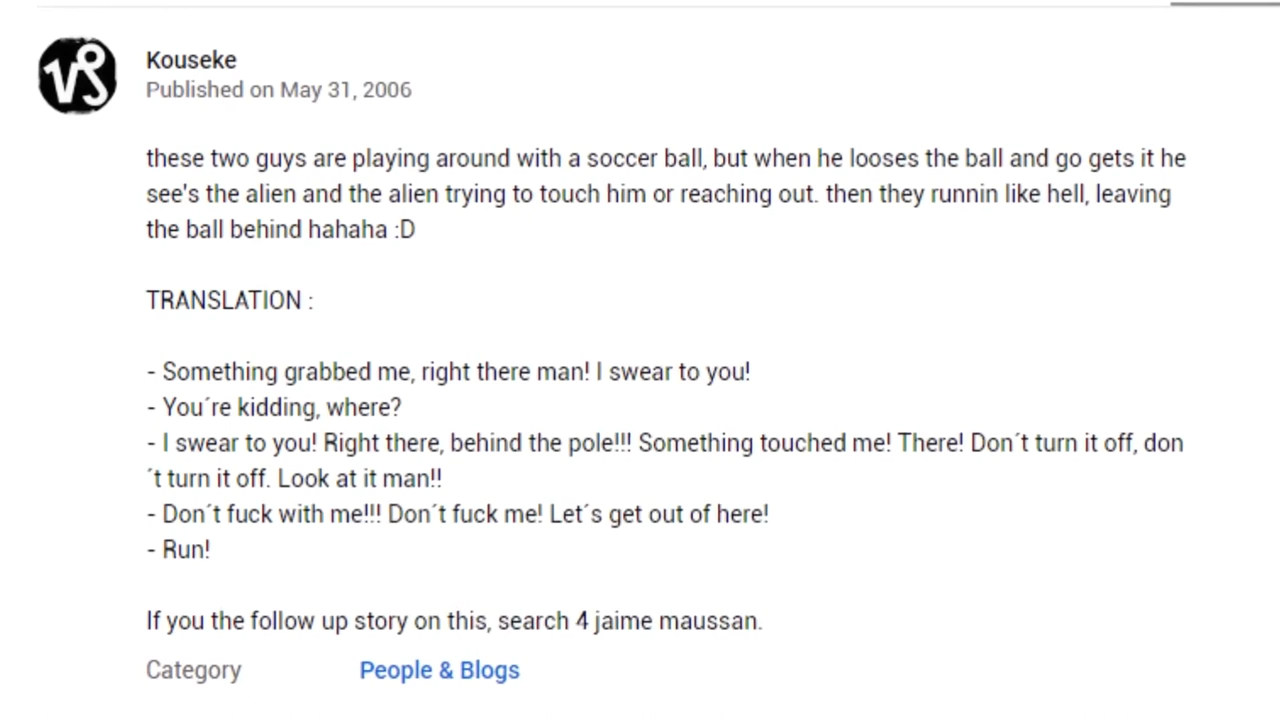 Kouseke
Published on May 31, 2006
these two guys are playing around with a soccer ball, but when he looses the ball and go gets it he
see's the alien and the alien trying to touch him or reaching out. then they runnin like hell, leaving
the ball behind hahaha :D
TRANSLATION :
- Something grabbed me, right there man! I swear to you!
- You´re kidding, where?
- I swear to you! Right there, behind the pole!!! Something touched me! There! Don´t turn it off, don
´t turn it off. Look at it man!!
- Don´t fuck with me!!! Don´t fuck me! Let´s get out of here!
- Run!
If you the follow up story on this, search 4 jaime maussan.
Category People & Blogs